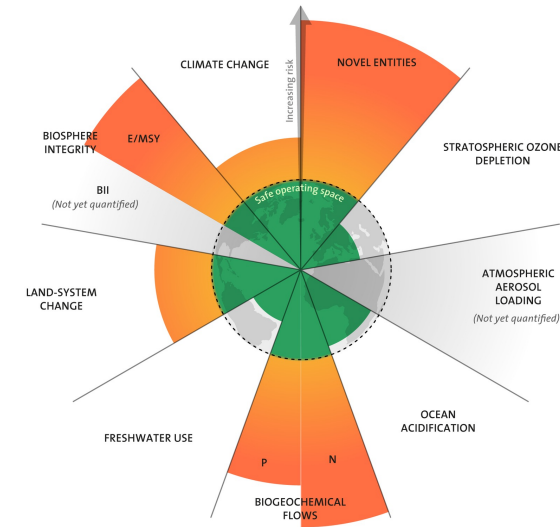 CLIMATE CHANGE
NOVEL ENTITIES
Increasing risk
STRATOSPHERIC OZONE
DEPLETION
BIOSPHERE
INTEGRITY
E/MSY
BII
(Not yet quantified)
Safe operating space
ATMOSPHERIC
AEROSOL
LOADING
(Not yet quantified)
LAND-SYSTEM
CHANGE
OCEAN
ACIDIFICATION
FRESHWATER USE
P
N
BIOGEOCHEMICAL
FLOWS